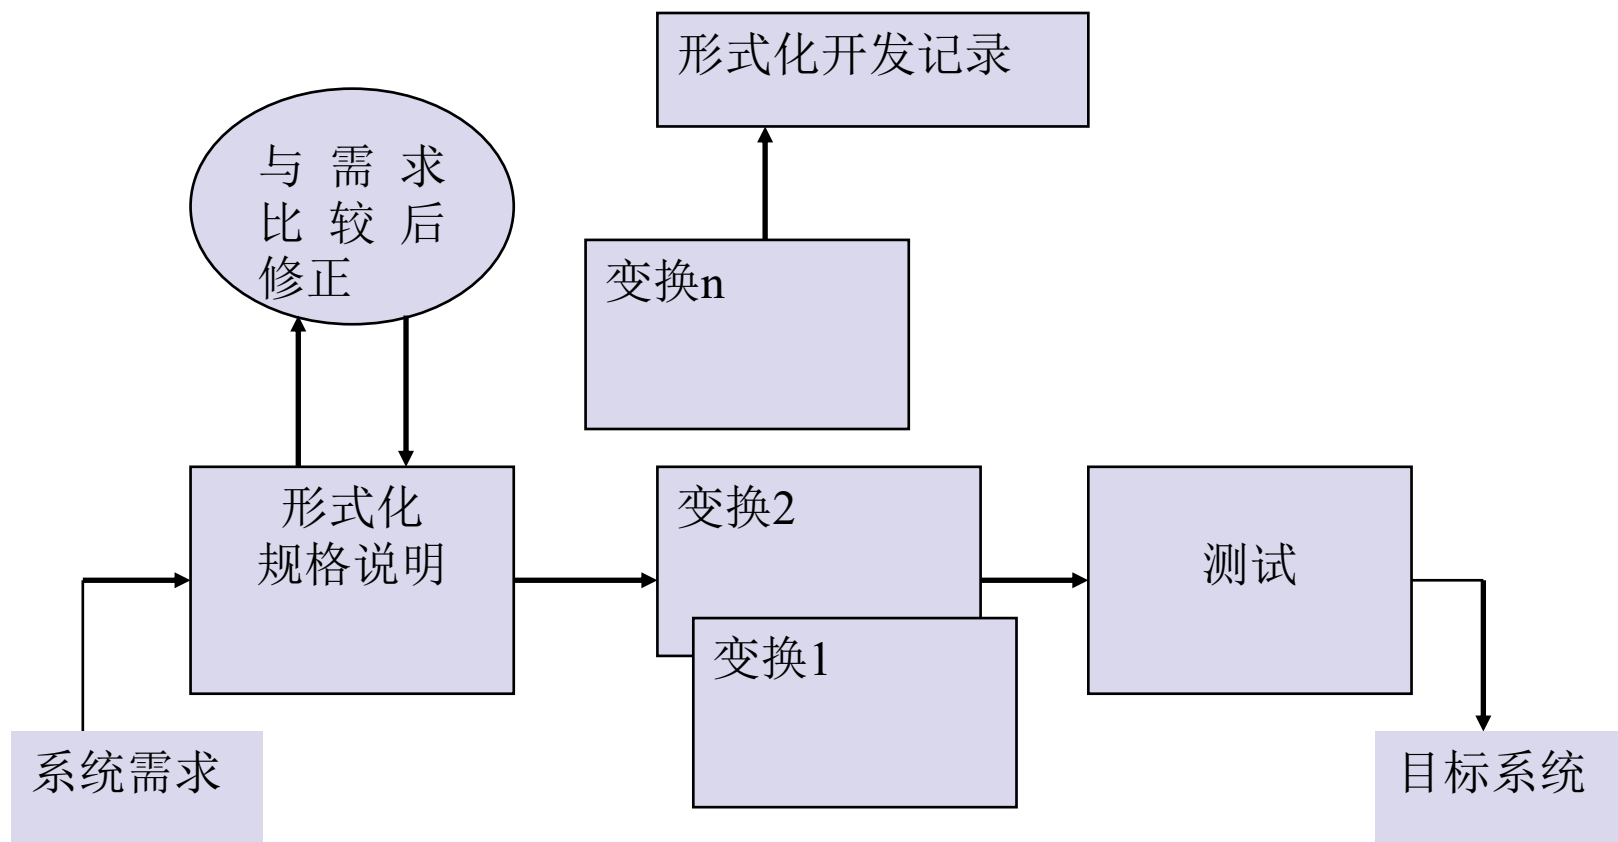 形式化开发记录
与需求
比较后
修正
变换n
形式化
规格说明
变换2
测试
变换1
系统需求
目标系统